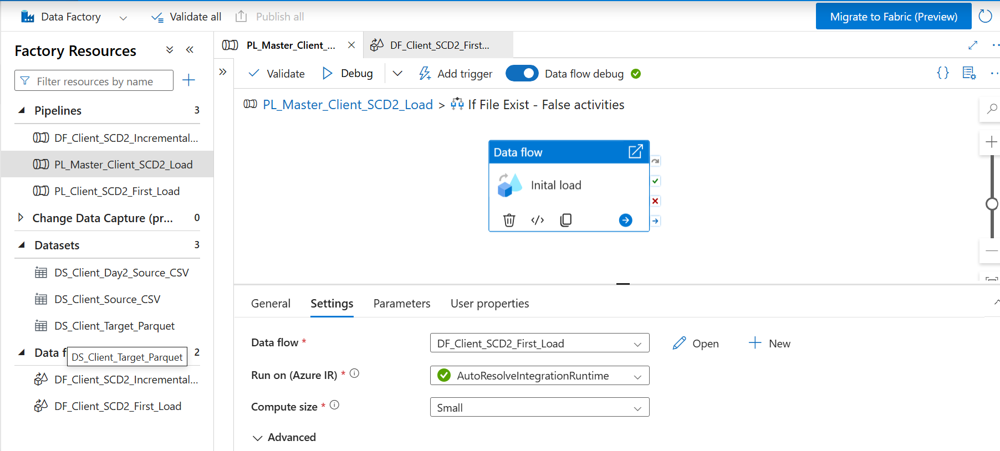 Data Factory
Validate all
Publish all
Migrate to Fabric (Preview)
Factory Resources
Filter resources by name
Pipelines 3
DF_Client_SCD2_Incremental...
PL_Master_Client_SCD2_Load
PL_Client_SCD2_First_Load
Change Data Capture (pr... 0
Datasets 3
DS_Client_Day2_Source_CSV
DS_Client_Source_CSV
DS_Client_Target_Parquet
Data f 2
DS_Client_Target_Parquet
DF_Client_SCD2_Incremental...
DF_Client_SCD2_First_Load
PL_Master_Client_...
DF_Client_SCD2_First...
Validate
Debug
Add trigger
Data flow debug
PL_Master_Client_SCD2_Load > If File Exist - False activities
Data flow
Inital load
General
Settings
Parameters
User properties
Data flow *
DF_Client_SCD2_First_Load
Open
New
Run on (Azure IR) *
AutoResolveIntegrationRuntime
Compute size *
Small
Advanced